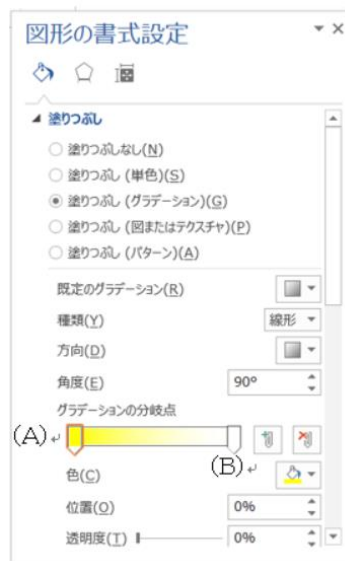 図形の書式設定
塗りつぶし
塗りつぶしなし(N)
塗りつぶし (単色)(S)
塗りつぶし (グラデーション)(G)
塗りつぶし (図またはテクスチャ)(P)
塗りつぶし (パターン)(A)
既定のグラデーション(R)
種類(Y) 線形
方向(D)
角度(E) 90°
グラデーションの分岐点
(A)
(B)
色(C)
位置(O) 0%
透明度(T) 0%